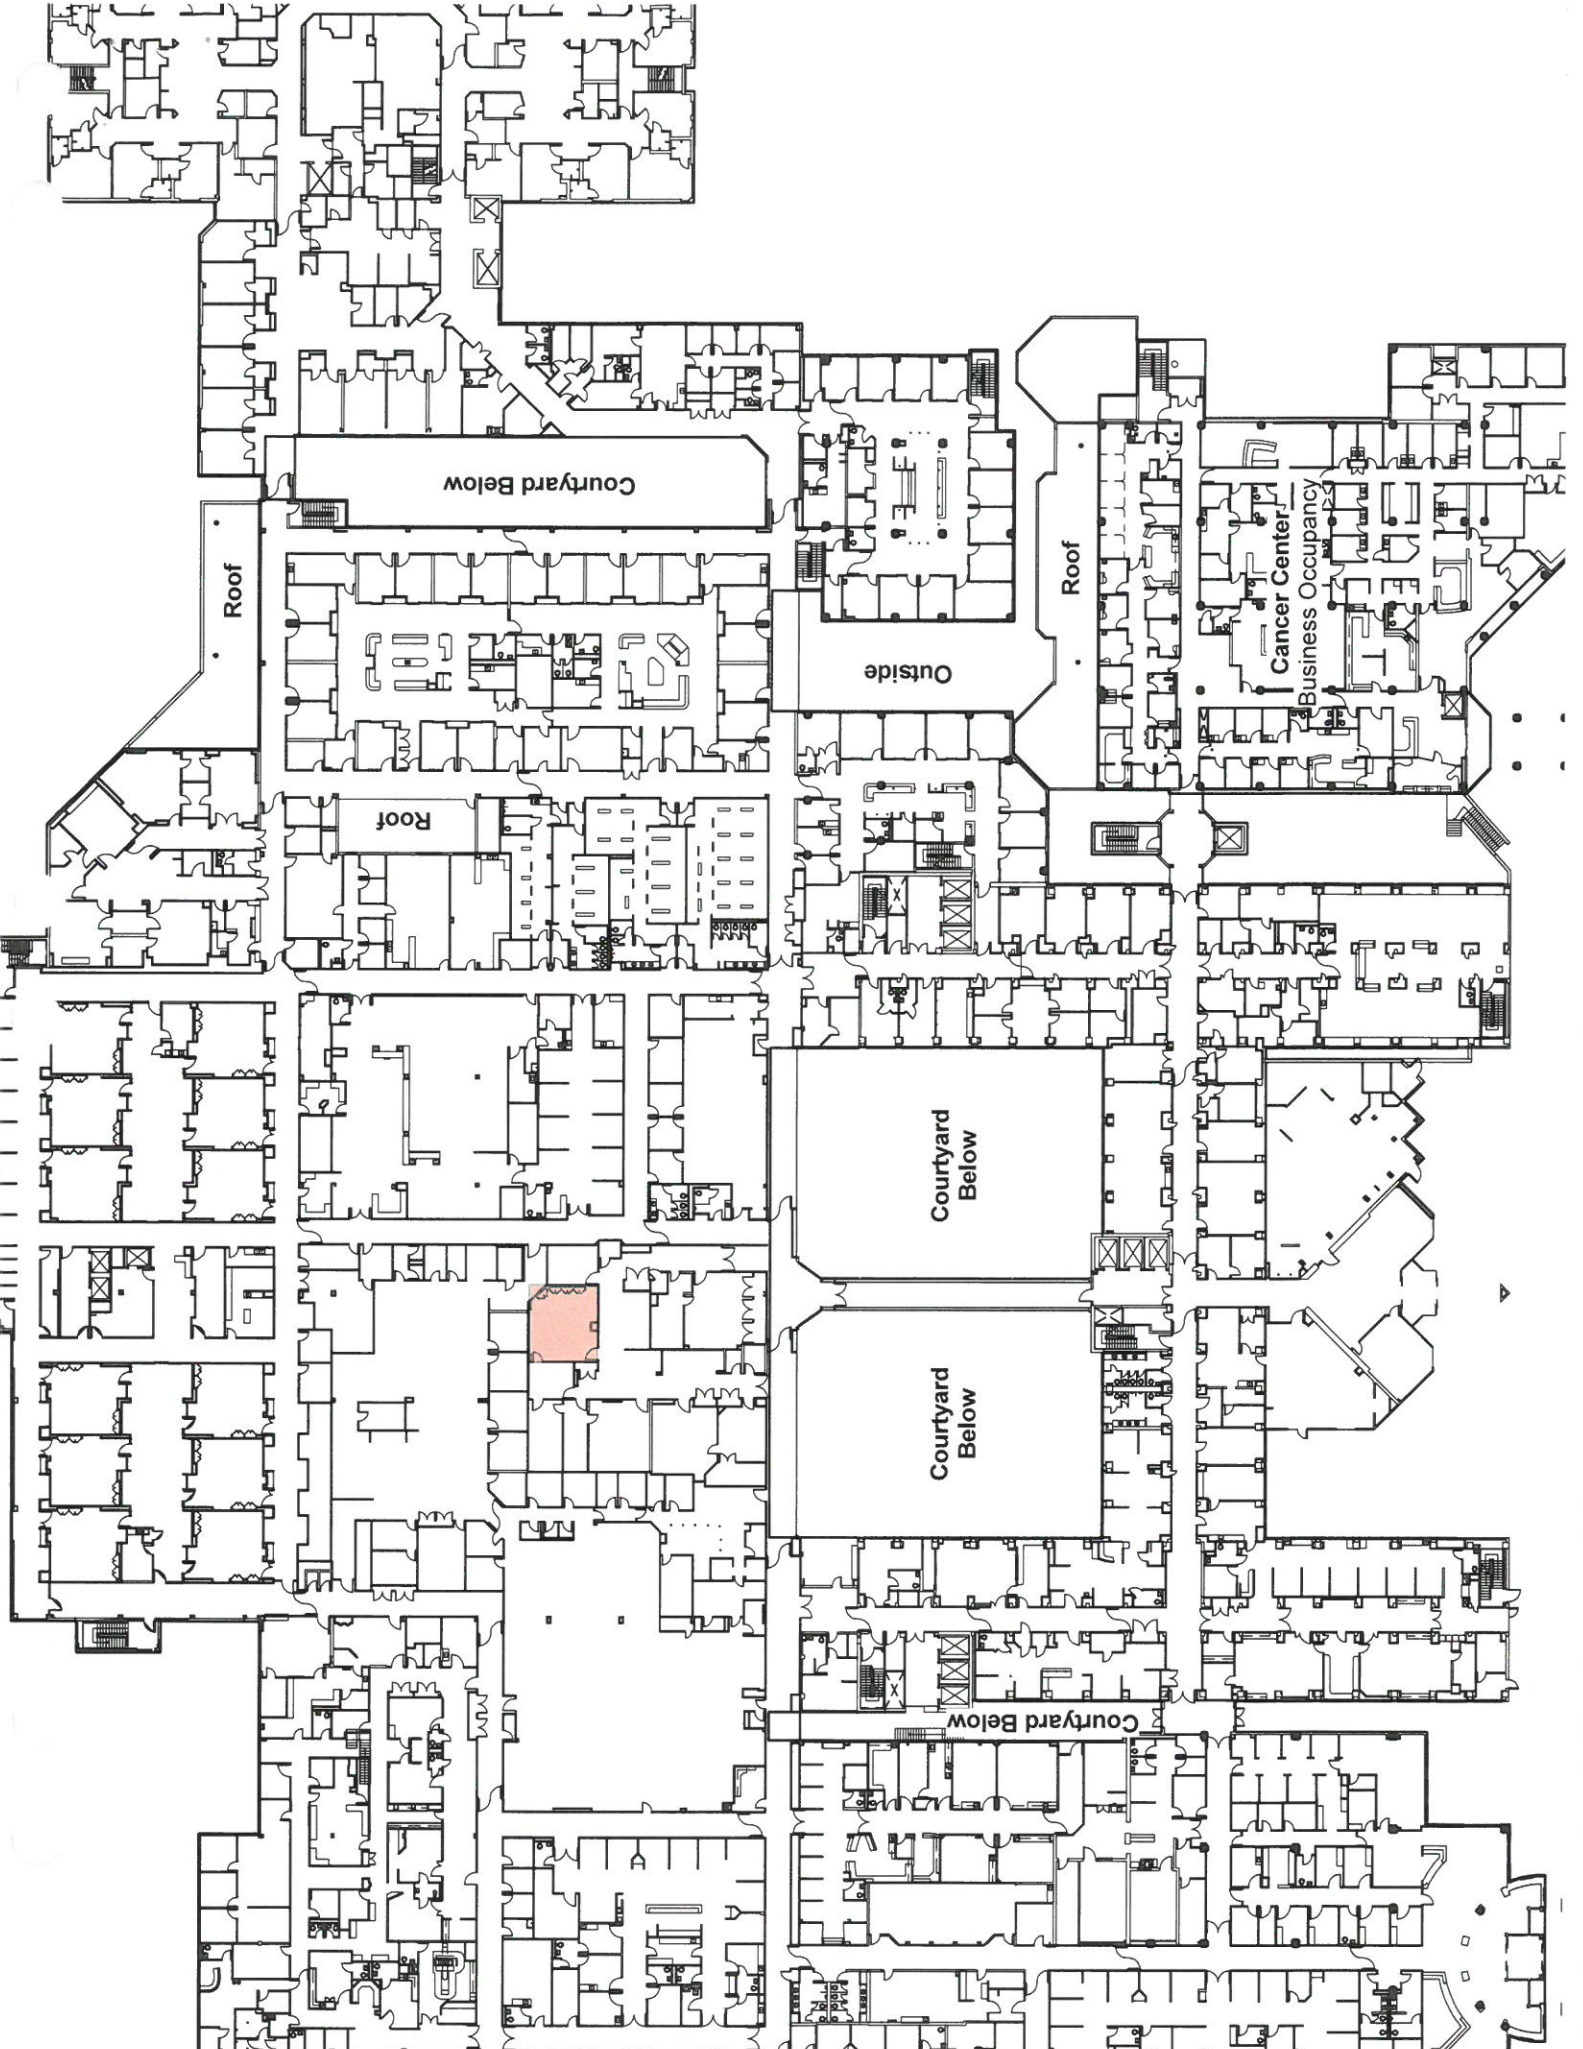 Courtyard Below
Roof
Roof
Cancer Center
Business Occupancy
Outside
Roof
Courtyard
Below
Courtyard
Below
Courtyard Below